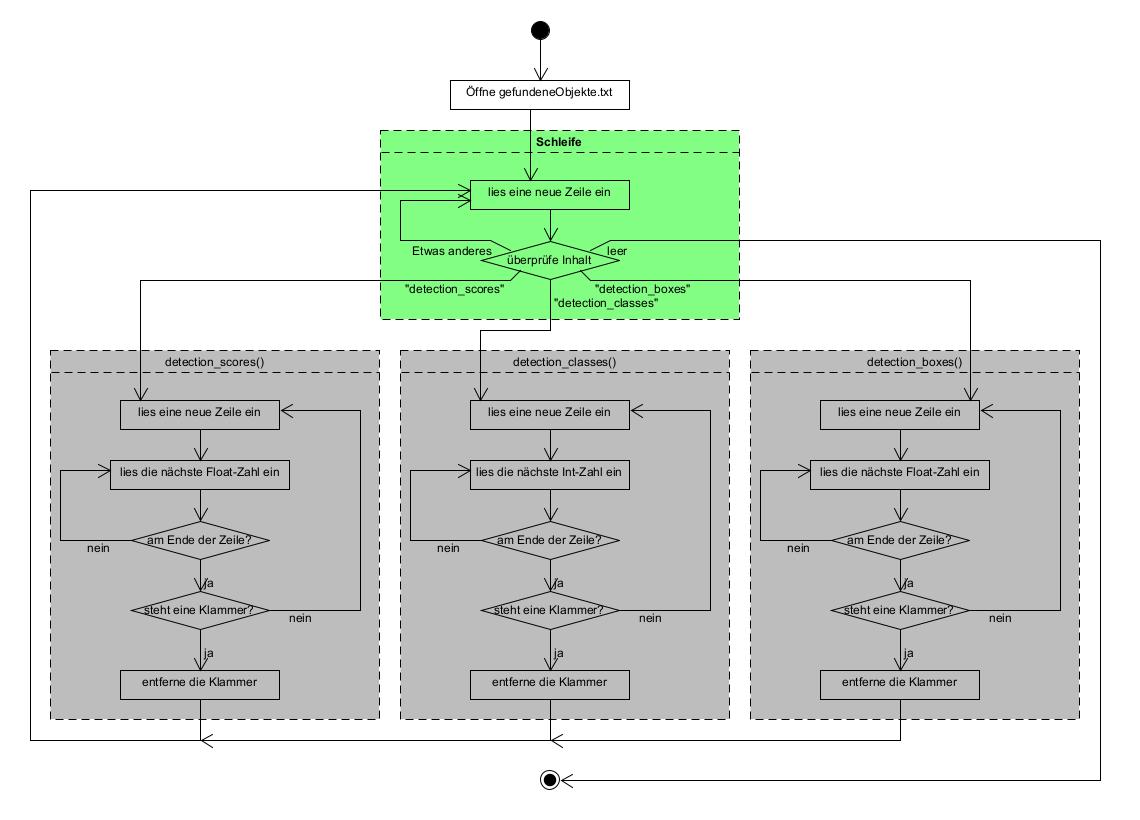 Öffne gefundeneObjekte.txt
Schleife
lies eine neue Zeile ein
Etwas anderes
überprüfe Inhalt
leer
"detection_scores"
"detection_boxes"
"detection_classes"
detection_scores()
lies eine neue Zeile ein
lies die nächste Float-Zahl ein
am Ende der Zeile?
nein
ja
steht eine Klammer?
nein
ja
entferne die Klammer
detection_classes()
lies eine neue Zeile ein
lies die nächste Int-Zahl ein
am Ende der Zeile?
nein
ja
steht eine Klammer?
nein
ja
entferne die Klammer
detection_boxes()
lies eine neue Zeile ein
lies die nächste Float-Zahl ein
am Ende der Zeile?
nein
ja
steht eine Klammer?
nein
ja
entferne die Klammer